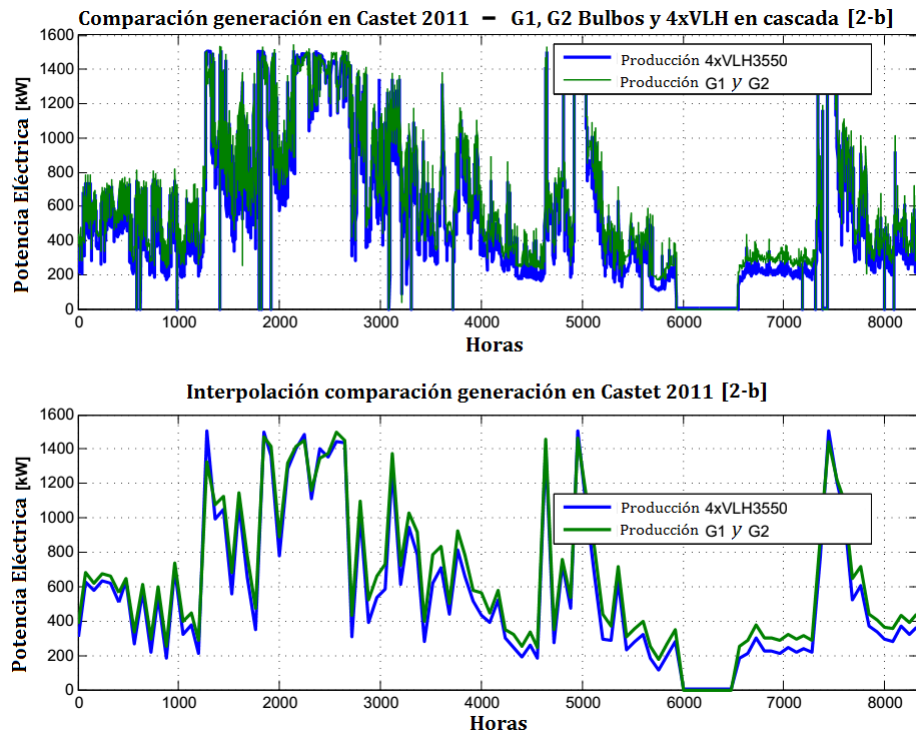 Comparación generación en Castet 2011 – G1, G2 Bulbos y 4xVLH en cascada [2-b]
Potencia Eléctrica [kW]
1600
1400
1200
1000
800
600
400
200
0
Producción 4xVLH3550
Producción G1 y G2
0 1000 2000 3000 4000 5000 6000 7000 8000
Horas
Interpolación comparación generación en Castet 2011 [2-b]
Potencia Eléctrica [kW]
1600
1400
1200
1000
800
600
400
200
0
Producción 4xVLH3550
Producción G1 y G2
0 1000 2000 3000 4000 5000 6000 7000 8000
Horas